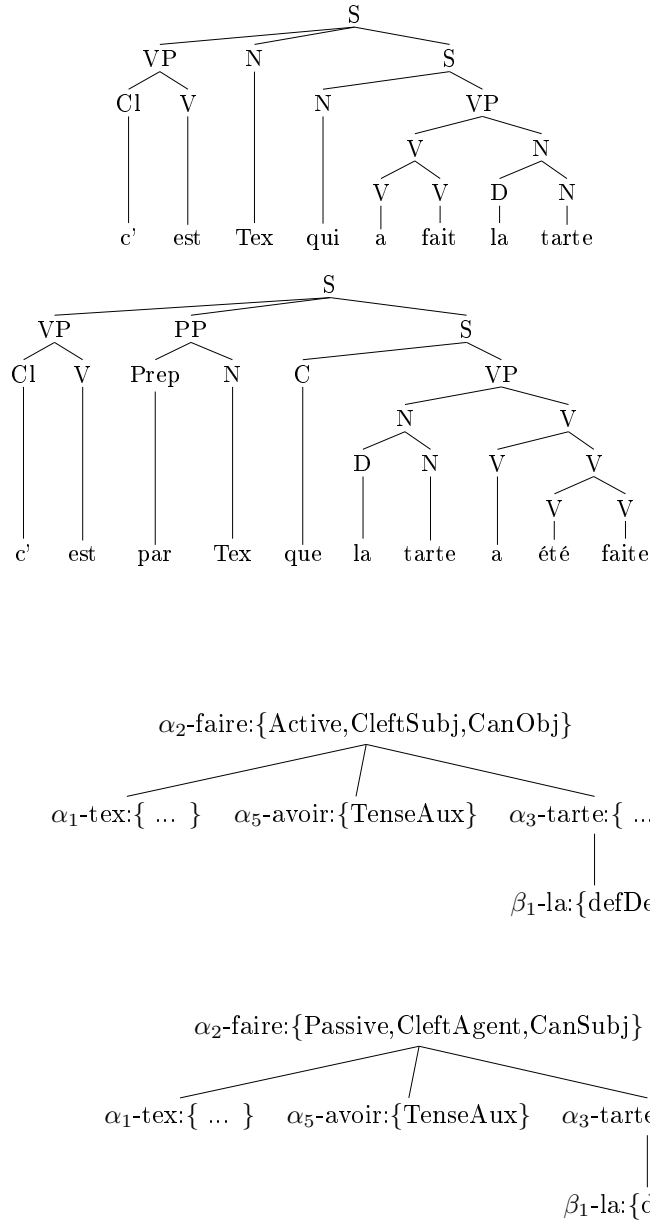 S
VP N S
Cl V N VP
V N
V V D N
c' est Tex qui a fait la tarte
S
VP PP S
Cl V Prep N C VP
N V
D N V V
V V
c' est par Tex que la tarte a été faite
α₂-faire:{Active,CleftSubj,CanObj}
α₁-tex:{ ... } α₅-avoir:{TenseAux} α₃-tarte:{ ...
β₁-la:{defDe
α₂-faire:{Passive,CleftAgent,CanSubj}
α₁-tex:{ ... } α₅-avoir:{TenseAux} α₃-tarte
β₁-la:{d